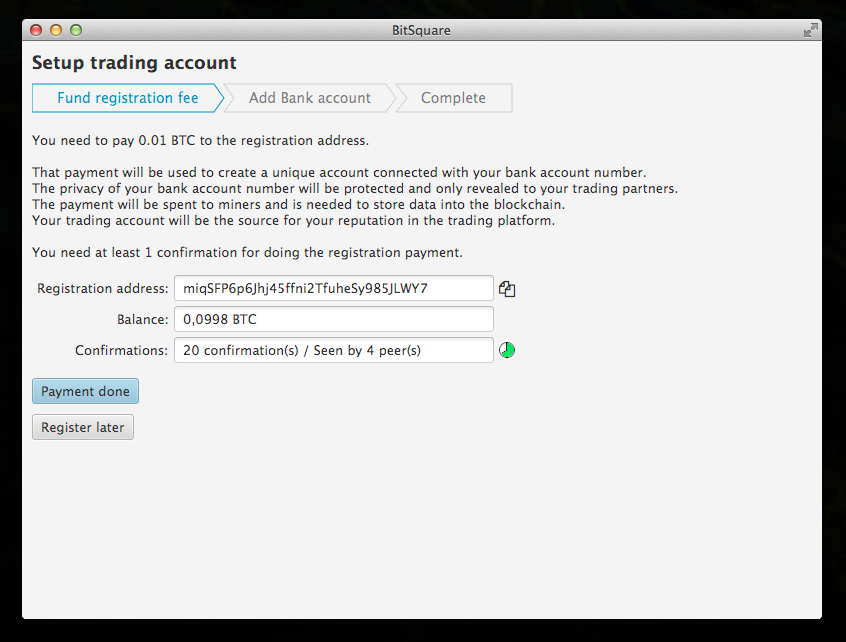 BitSquare
Setup trading account
Fund registration fee
Add Bank account
Complete
You need to pay 0.01 BTC to the registration address.
That payment will be used to create a unique account connected with your bank account number.
The privacy of your bank account number will be protected and only revealed to your trading partners.
The payment will be spent to miners and is needed to store data into the blockchain.
Your trading account will be the source for your reputation in the trading platform.
You need at least 1 confirmation for doing the registration payment.
Registration address: miqSFP6p6Jhj45ffni2TfuheSy985JLWY7
Balance: 0,0998 BTC
Confirmations: 20 confirmation(s) / Seen by 4 peer(s)
Payment done
Register later